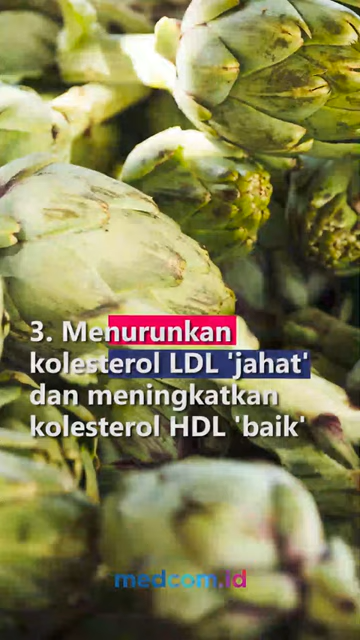 3. Menurunkan
kolesterol LDL 'jahat'
dan meningkatkan
kolesterol HDL 'baik'
medcom.id